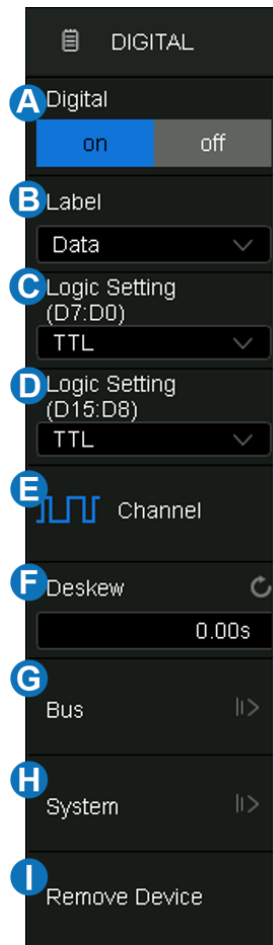 DIGITAL
A Digital
on off
B Label
Data
C Logic Setting
(D7:D0)
TTL
D Logic Setting
(D15:D8)
TTL
E Channel
F Deskew
0.00s
G
Bus
H
System
I
Remove Device